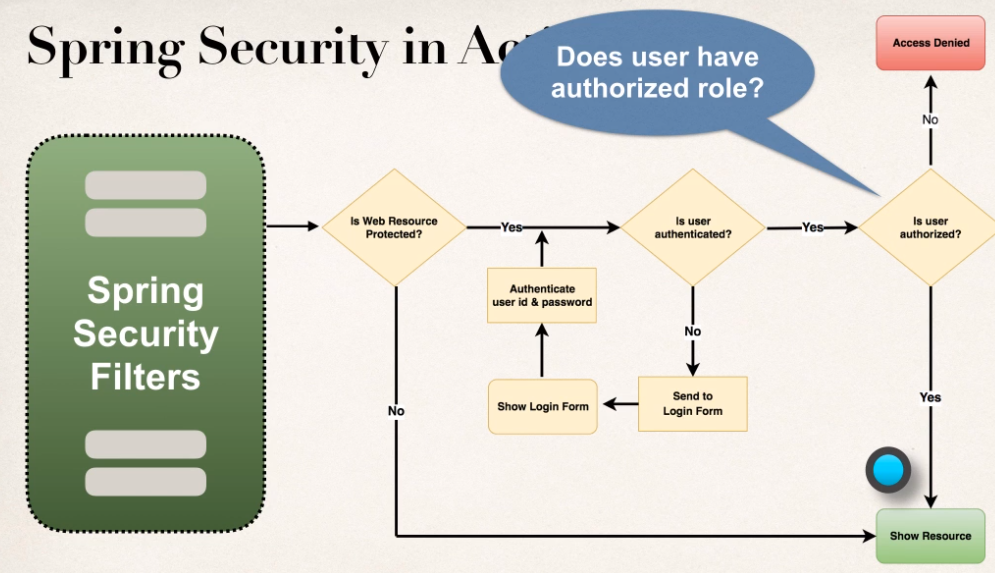 Spring Security in Ac
Does user have
authorized role?
Access Denied
No
Spring
Security
Filters
Is Web Resource
Protected?
Yes
Is user
authenticated?
Yes
Is user
authorized?
Authenticate
user id & password
No
Show Login Form
Send to
Login Form
No
Yes
Show Resource